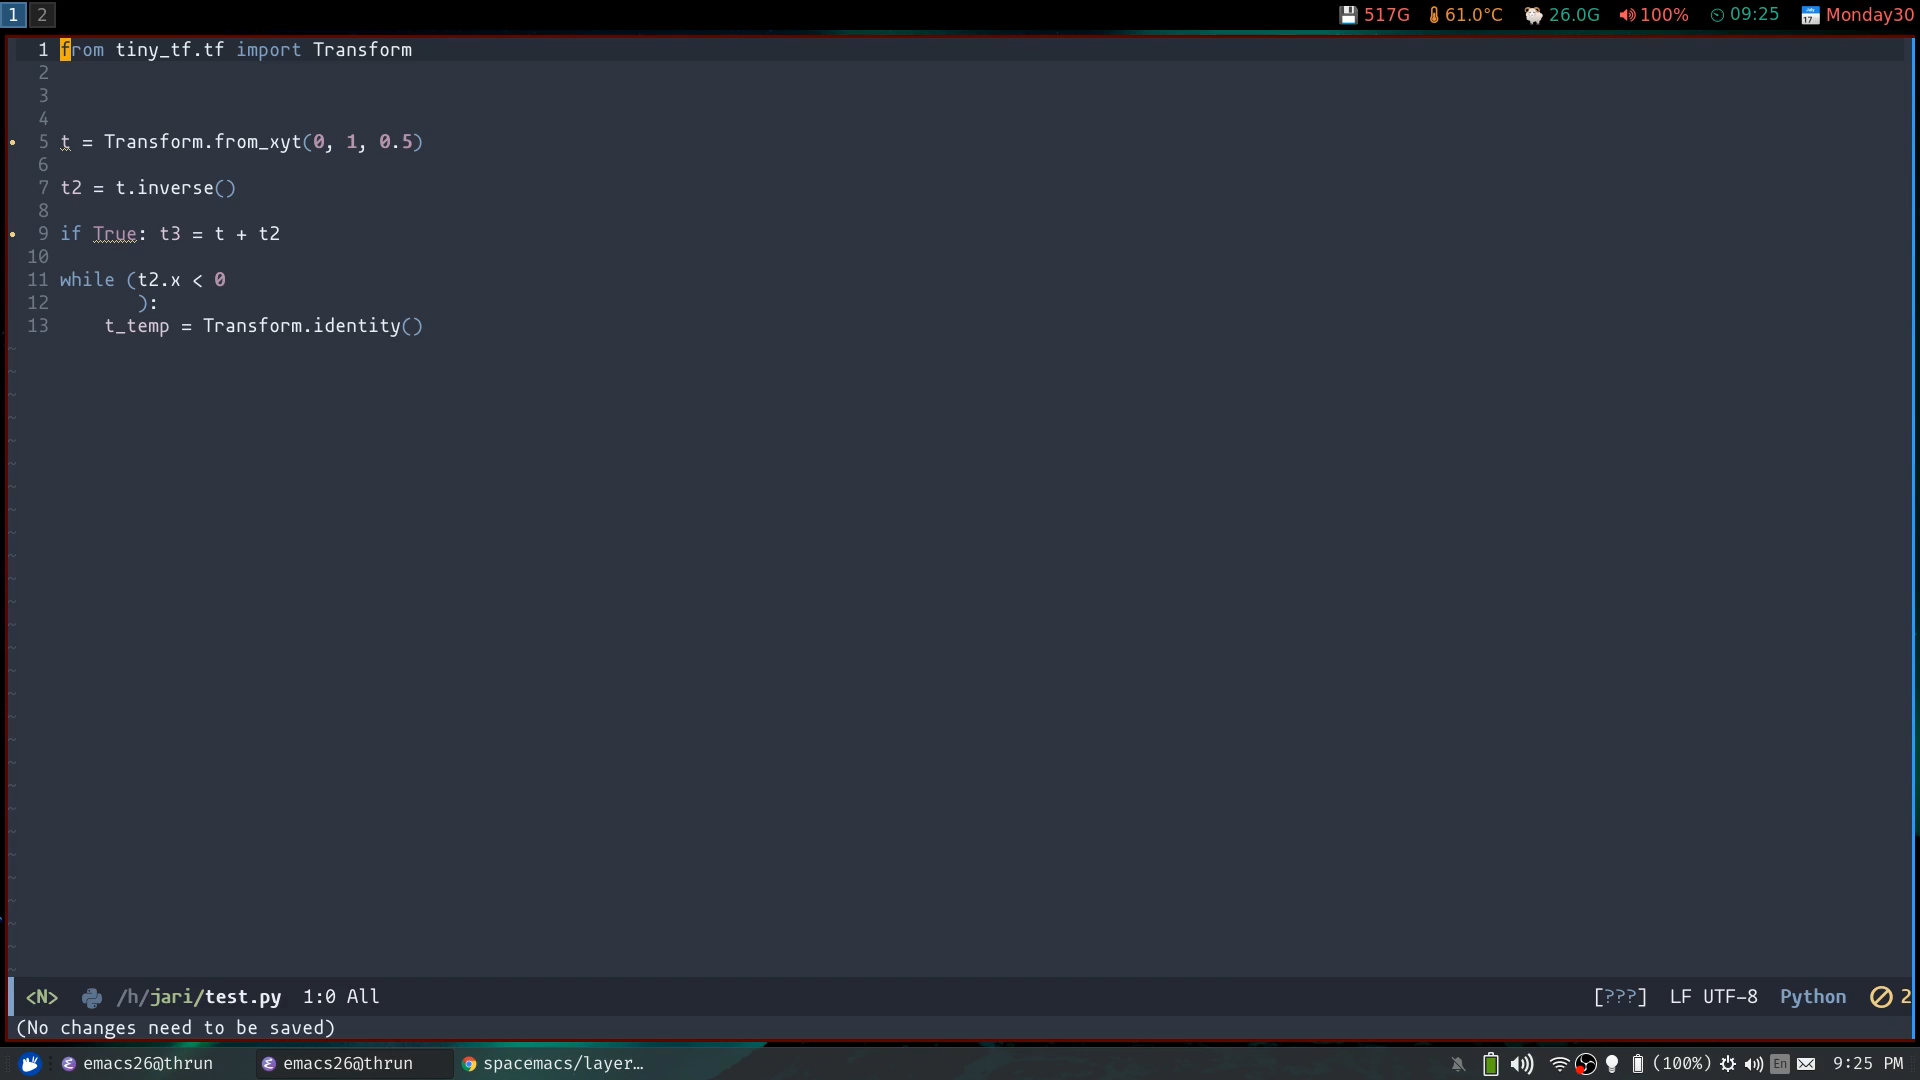 1 2 517G 61.0°C 26.0G 100% 09:25 Monday30
1 from tiny_tf.tf import Transform
2
3
4
5 t = Transform.from_xyt(0, 1, 0.5)
6
7 t2 = t.inverse()
8
9 if True: t3 = t + t2
10
11 while (t2.x < 0
12        ):
13     t_temp = Transform.identity()
<N> /h/jari/test.py 1:0 All [???] LF UTF-8 Python 2
(No changes need to be saved)
emacs26@thrun emacs26@thrun spacemacs/layer... (100%) En 9:25 PM